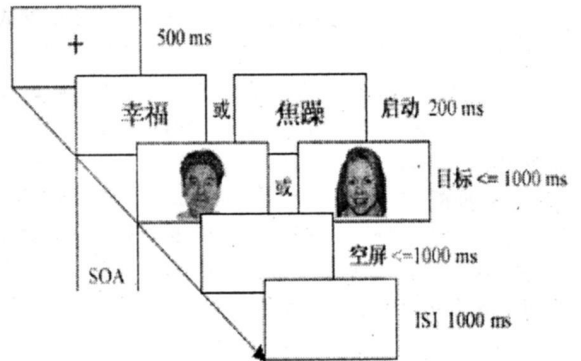 +
500 ms
幸福 或 焦躁 启动 200 ms
或 目标 <= 1000 ms
空屏 <=1000 ms
SOA
ISI 1000 ms